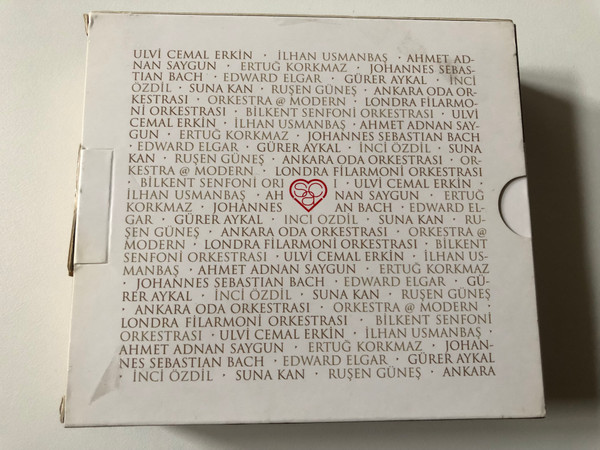 ULVİ CEMAL ERKİN · İLHAN USMANBAŞ · AHMET AD-
NAN SAYGUN · ERTUĞ KORKMAZ · JOHANNES SEBAS-
TIAN BACH · EDWARD ELGAR · GÜRER AYKAL · İNCİ
ÖZDİL · SUNA KAN · RUŞEN GÜNEŞ · ANKARA ODA OR-
KESTRASI · ORKESTRA @ MODERN · LONDRA FİLARMO-
Nİ ORKESTRASI · BİLKENT SENFONİ ORKESTRASI · ULVİ
CEMAL ERKİN · İLHAN USMANBAŞ · AHMET ADNAN SAY-
GUN · ERTUĞ KORKMAZ · JOHANNES SEBASTIAN BACH
· EDWARD ELGAR · GÜRER AYKAL · İNCİ ÖZDİL · SUNA
KAN · RUŞEN GÜNEŞ · ANKARA ODA ORKESTRASI · OR-
KESTRA @ MODERN · LONDRA FİLARMONİ ORKESTRASI
· BİLKENT SENFONİ ORI I · ULVİ CEMAL ERKİN ·
İLHAN USMANBAŞ · AH NAN SAYGUN · ERTUĞ
KORKMAZ · JOHANNES AN BACH · EDWARD EL-
GAR · GÜRER AYKAL · İNCİ ÖZDİL · SUNA KAN · RU-
ŞEN GÜNEŞ · ANKARA ODA ORKESTRASI · ORKESTRA @
MODERN · LONDRA FİLARMONİ ORKESTRASI · BİLKENT
SENFONİ ORKESTRASI · ULVİ CEMAL ERKİN · İLHAN US-
MANBAŞ · AHMET ADNAN SAYGUN · ERTUĞ KORKMAZ
· JOHANNES SEBASTIAN BACH · EDWARD ELGAR · GÜ-
RER AYKAL · İNCİ ÖZDİL · SUNA KAN · RUŞEN GÜNEŞ
· ANKARA ODA ORKESTRASI · ORKESTRA @ MODERN ·
LONDRA FİLARMONİ ORKESTRASI · BİLKENT SENFONİ
ORKESTRASI · ULVİ CEMAL ERKİN · İLHAN USMANBAŞ ·
AHMET ADNAN SAYGUN · ERTUĞ KORKMAZ · JOHAN-
NES SEBASTIAN BACH · EDWARD ELGAR · GÜRER AYKAL
· İNCİ ÖZDİL · SUNA KAN · RUŞEN GÜNEŞ · ANKARA